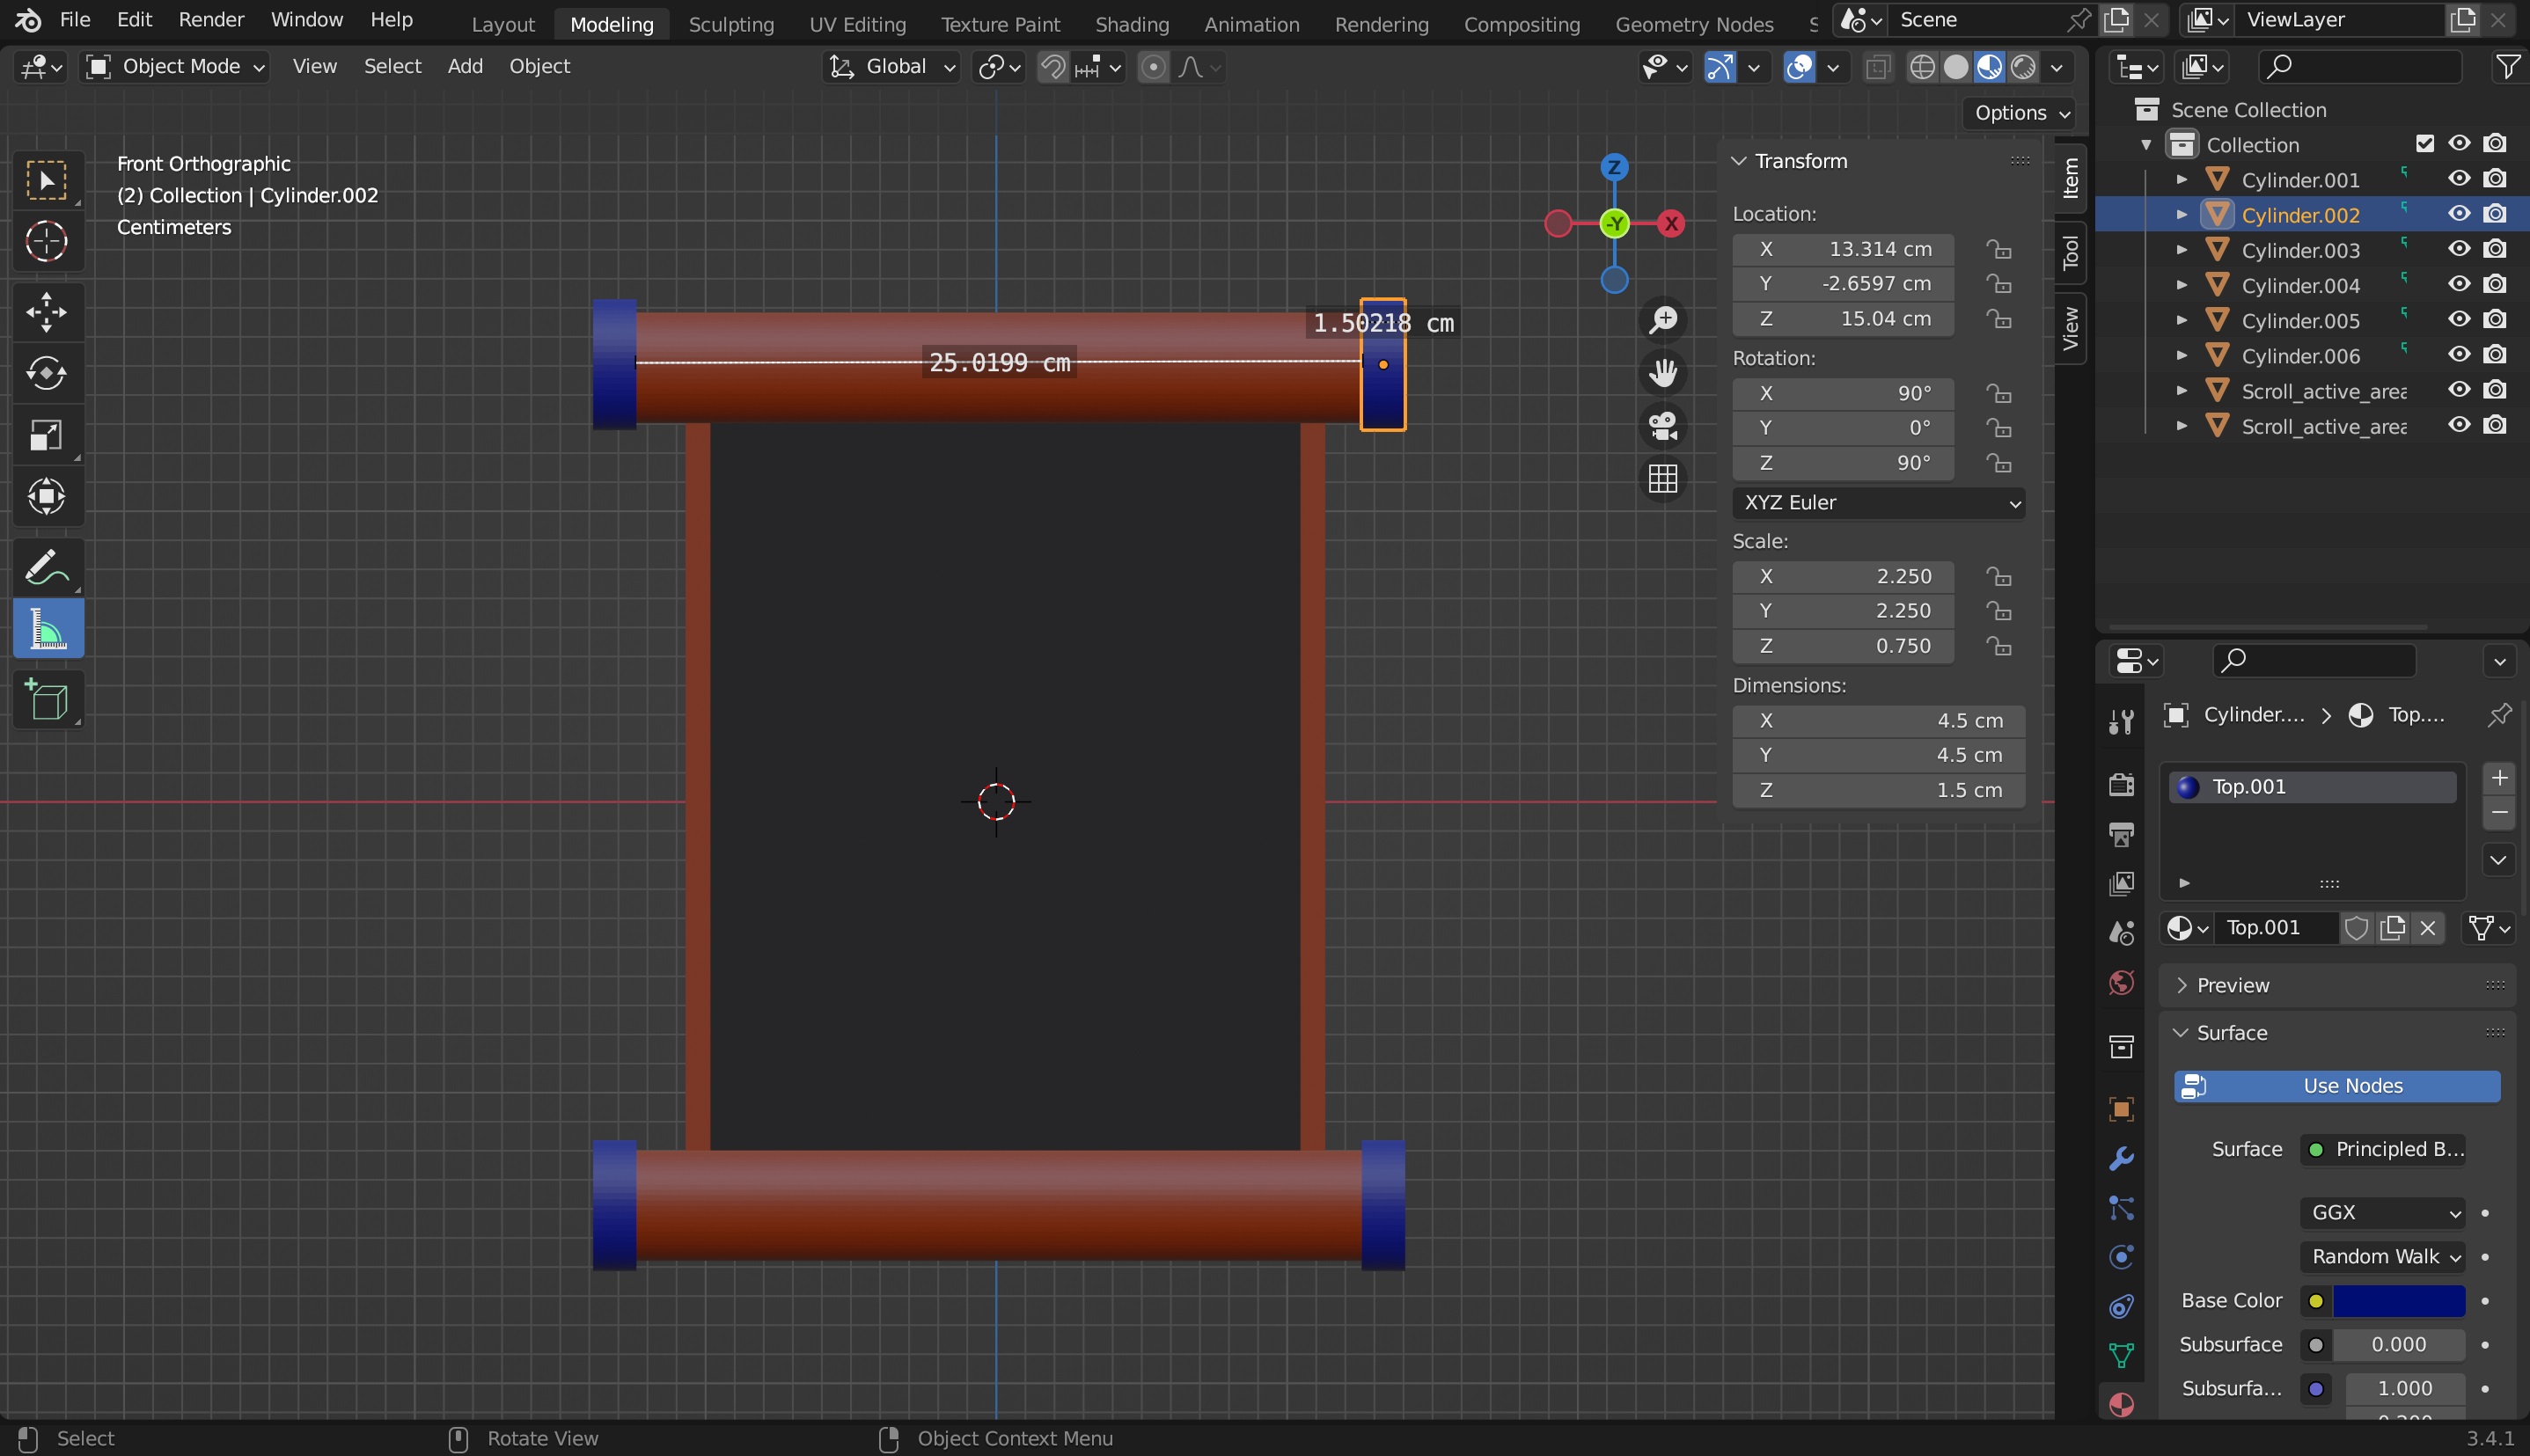 File Edit Render Window Help Layout Modeling Sculpting UV Editing Texture Paint Shading Animation Rendering Compositing Geometry Nodes Scene ViewLayer
Object Mode View Select Add Object Global
Options
Front Orthographic
(2) Collection | Cylinder.002
Centimeters
Z
-Y X
1.50218 cm
25.0199 cm
Transform
Location:
X 13.314 cm
Y -2.6597 cm
Z 15.04 cm
Rotation:
X 90°
Y 0°
Z 90°
XYZ Euler
Scale:
X 2.250
Y 2.250
Z 0.750
Dimensions:
X 4.5 cm
Y 4.5 cm
Z 1.5 cm
Item
Tool
View
Scene Collection
Collection
Cylinder.001
Cylinder.002
Cylinder.003
Cylinder.004
Cylinder.005
Cylinder.006
Scroll_active_area
Scroll_active_area
Cylinder.... Top....
Top.001
Top.001
Preview
Surface
Use Nodes
Surface Principled B...
GGX
Random Walk
Base Color
Subsurface 0.000
Subsurfa... 1.000
Select Rotate View Object Context Menu 3.4.1